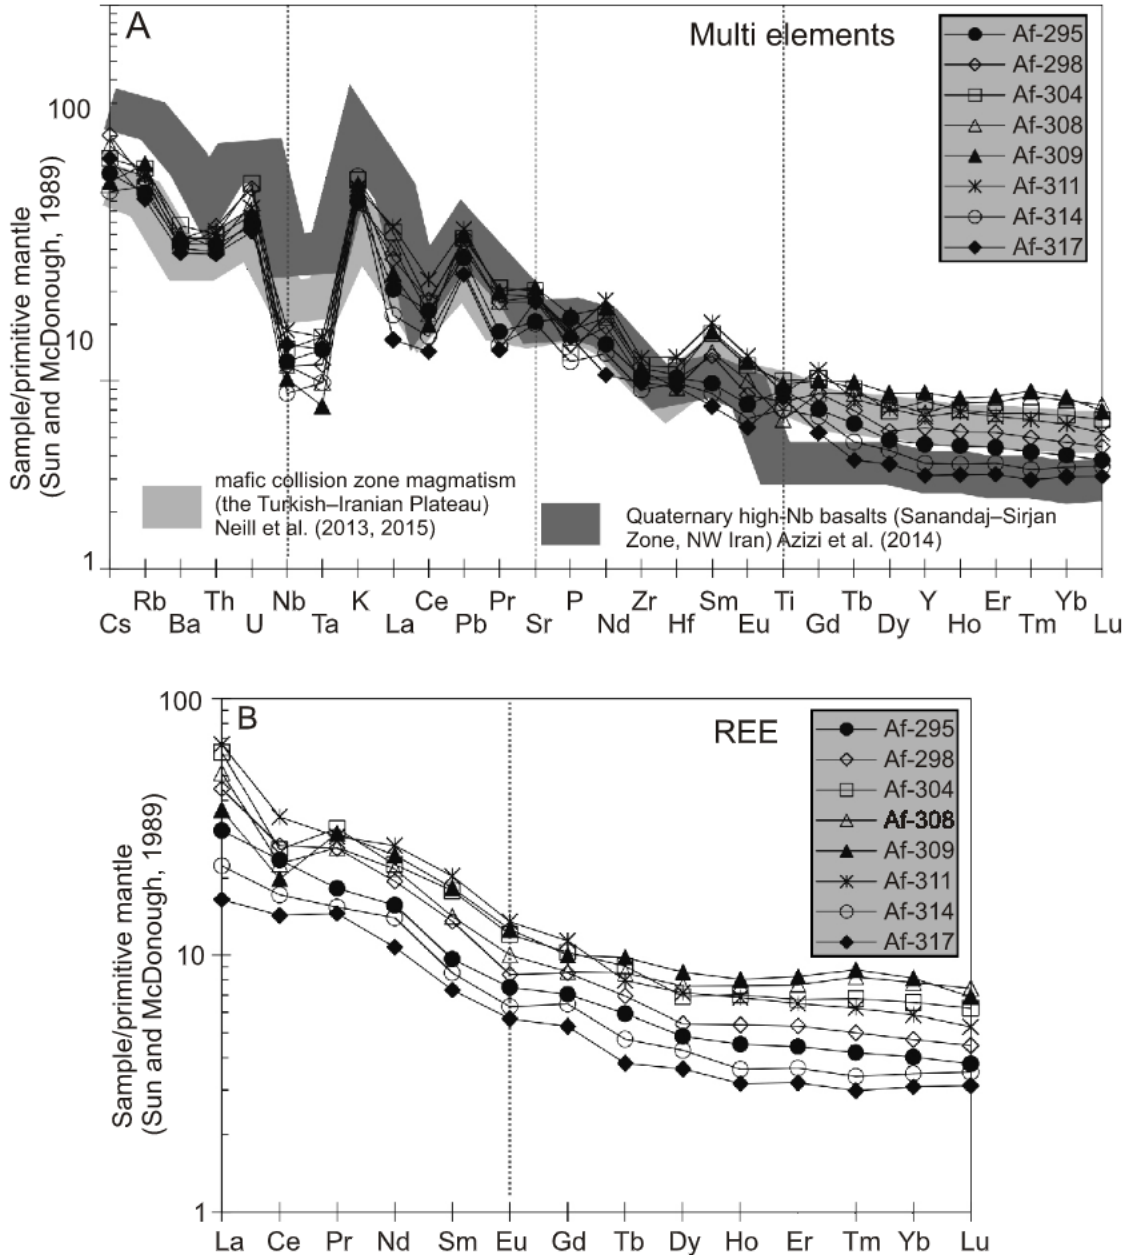 A
Multi elements
Af-295
Af-298
Af-304
Af-308
Af-309
Af-311
Af-314
Af-317
100
10
1
Sample/primitive mantle
(Sun and McDonough, 1989)
mafic collision zone magmatism
(the Turkish–Iranian Plateau)
Neill et al. (2013, 2015)
Quaternary high-Nb basalts (Sanandaj–Sirjan
Zone, NW Iran) Azizi et al. (2014)
Rb Th Nb K Ce Pr P Zr Sm Ti Tb Y Er Yb
Cs Ba U Ta La Pb Sr Nd Hf Eu Gd Dy Ho Tm Lu
B
REE
Af-295
Af-298
Af-304
Af-308
Af-309
Af-311
Af-314
Af-317
100
10
1
Sample/primitive mantle
(Sun and McDonough, 1989)
La Ce Pr Nd Sm Eu Gd Tb Dy Ho Er Tm Yb Lu